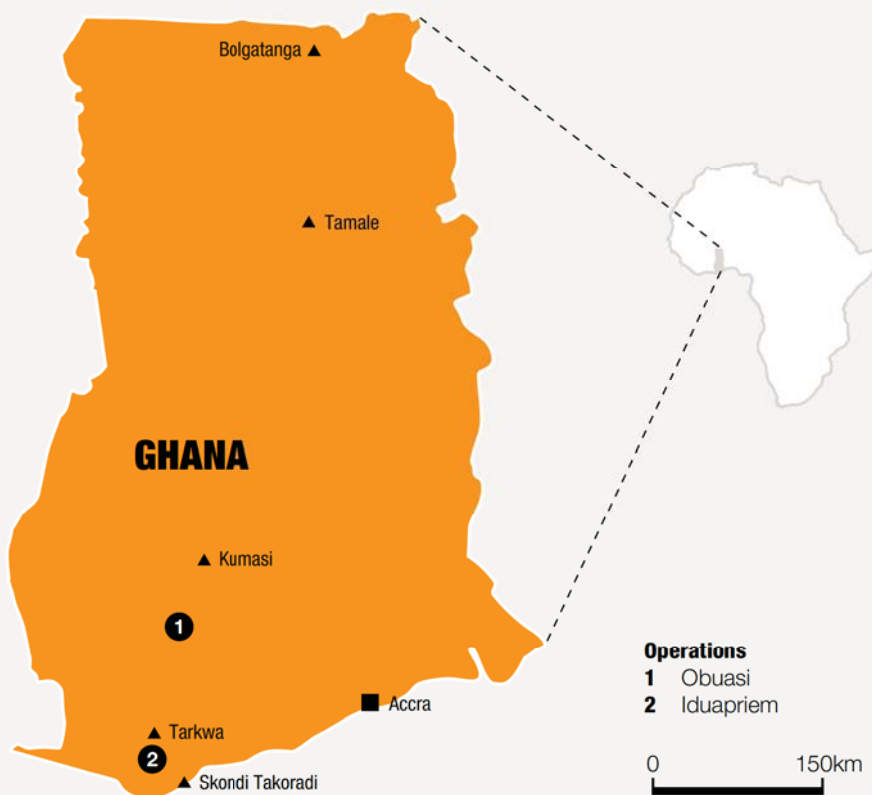 Bolgatanga
Tamale
GHANA
Kumasi
1
Operations
1 Obuasi
2 Iduapriem
Accra
Tarkwa
2
Skondi Takoradi
0 150km